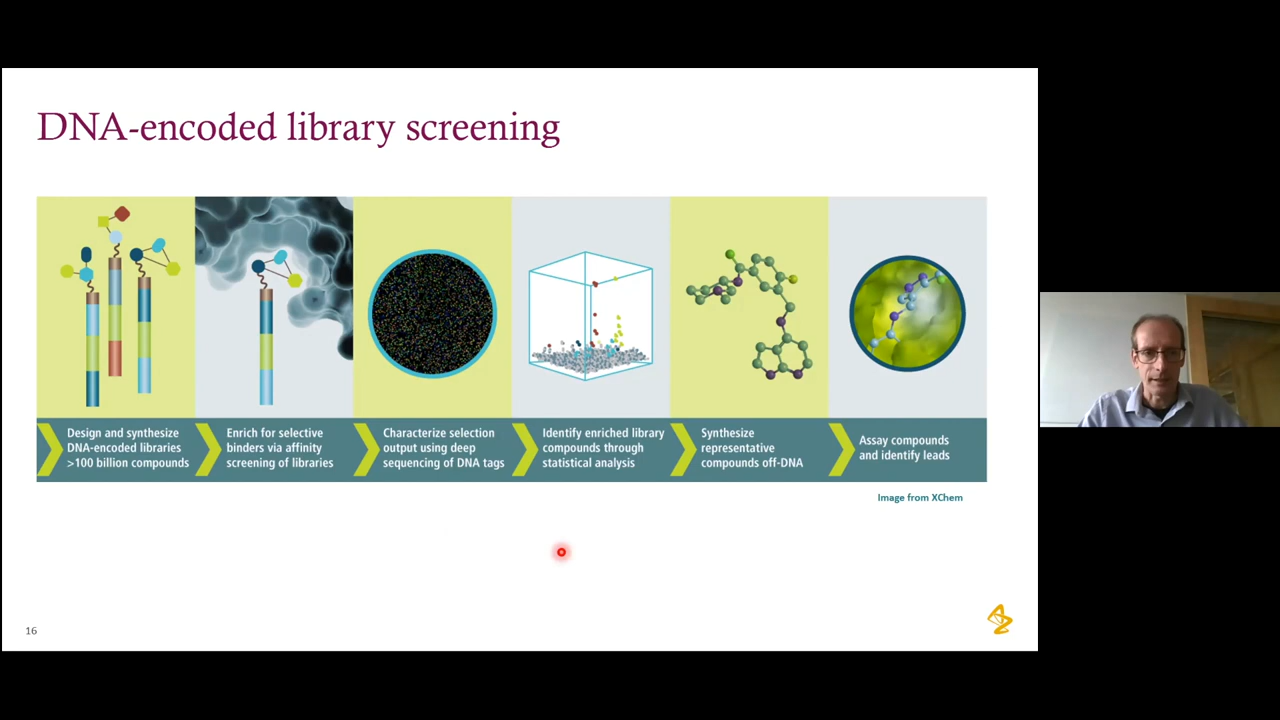 DNA-encoded library screening
Design and synthesize
DNA-encoded libraries
>100 billion compounds
Enrich for selective
binders via affinity
screening of libraries
Characterize selection
output using deep
sequencing of DNA tags
Identify enriched library
compounds through
statistical analysis
Synthesize
representative
compounds off-DNA
Assay compounds
and identify leads
Image from XChem
16